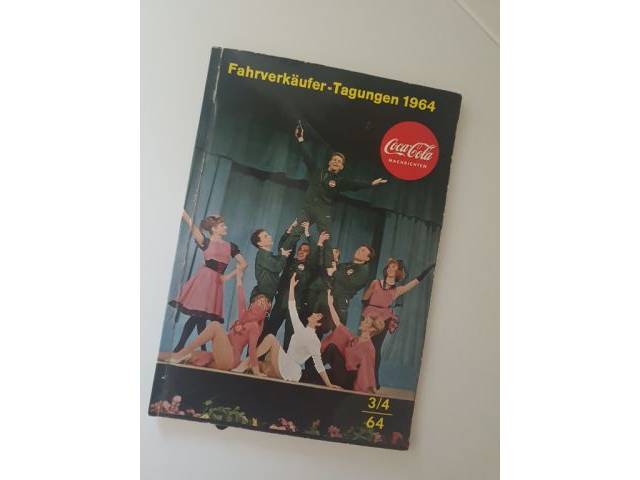 Fahrverkäufer-Tagungen 1964
Coca-Cola
NACHRICHTEN
3/4
64